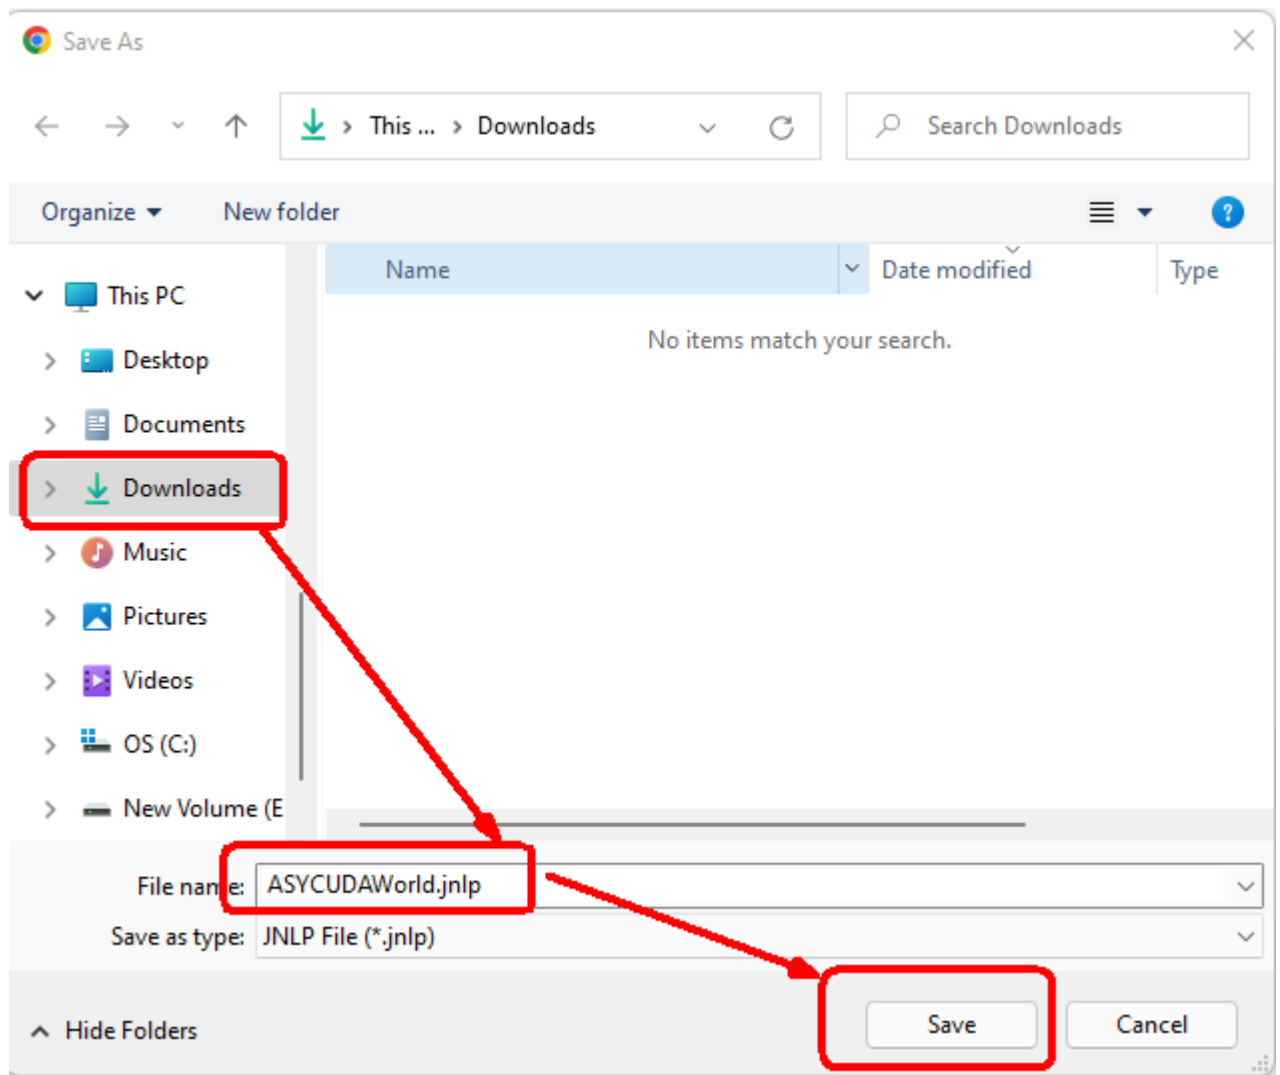 Save As
This ... Downloads
Search Downloads
Organize New folder
Name Date modified Type
This PC
No items match your search.
Desktop
Documents
Downloads
Music
Pictures
Videos
OS (C:)
New Volume (E
File name: ASYCUDAWorld.jnlp
Save as type: JNLP File (*.jnlp)
Hide Folders Save Cancel